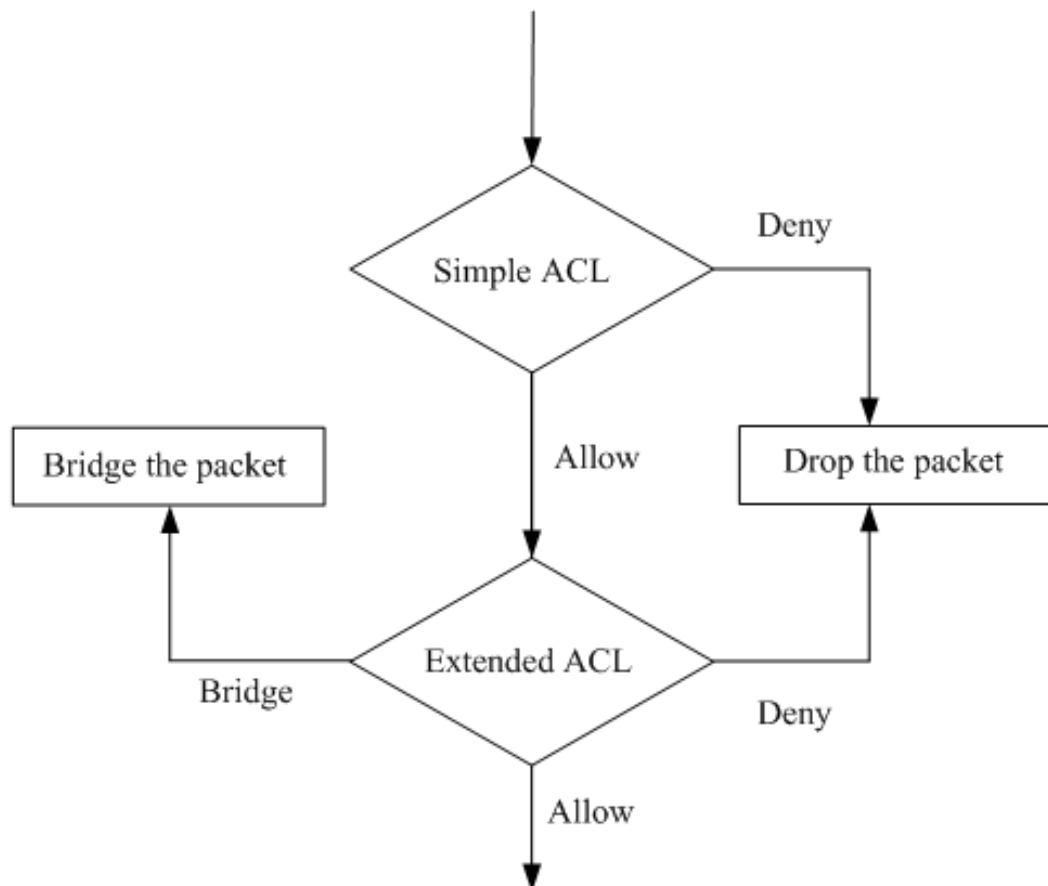 Deny
Simple ACL
Allow
Bridge the packet
Drop the packet
Extended ACL
Bridge
Deny
Allow